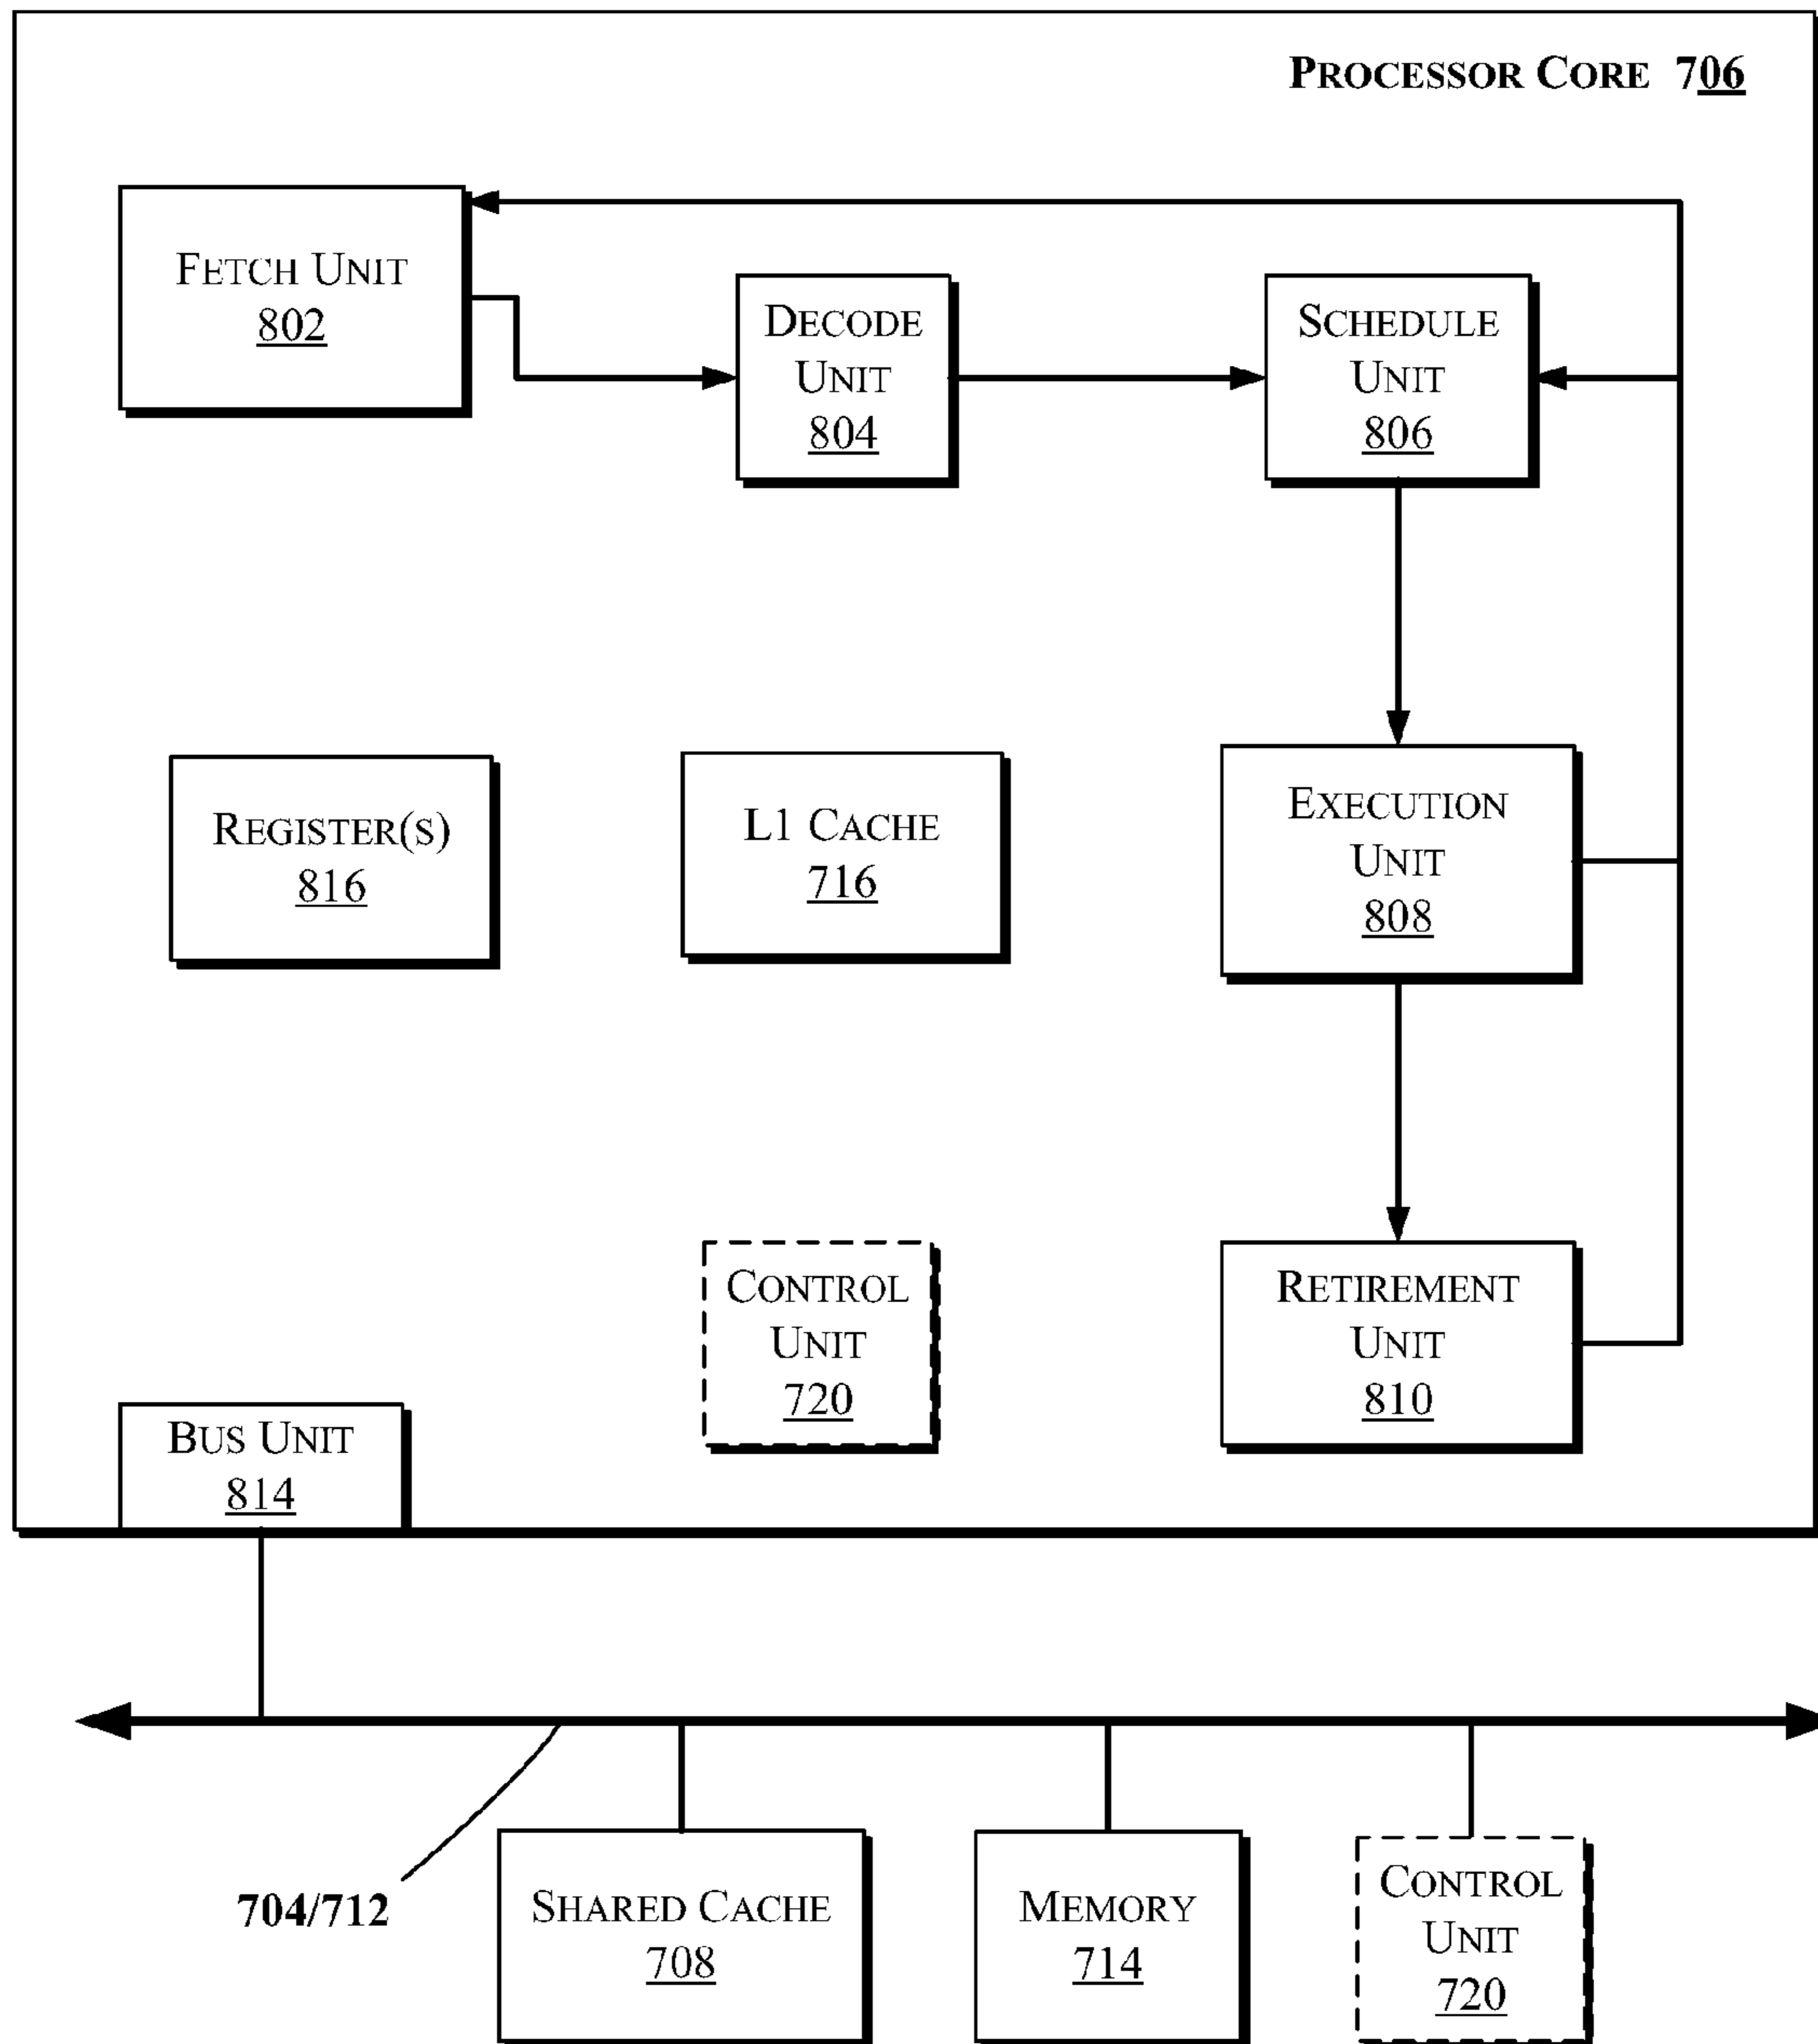 PROCESSOR CORE 706
FETCH UNIT
802
DECODE
UNIT
804
SCHEDULE
UNIT
806
REGISTER(S)
816
L1 CACHE
716
EXECUTION
UNIT
808
CONTROL
UNIT
720
RETIREMENT
UNIT
810
BUS UNIT
814
704/712
SHARED CACHE
708
MEMORY
714
CONTROL
UNIT
720